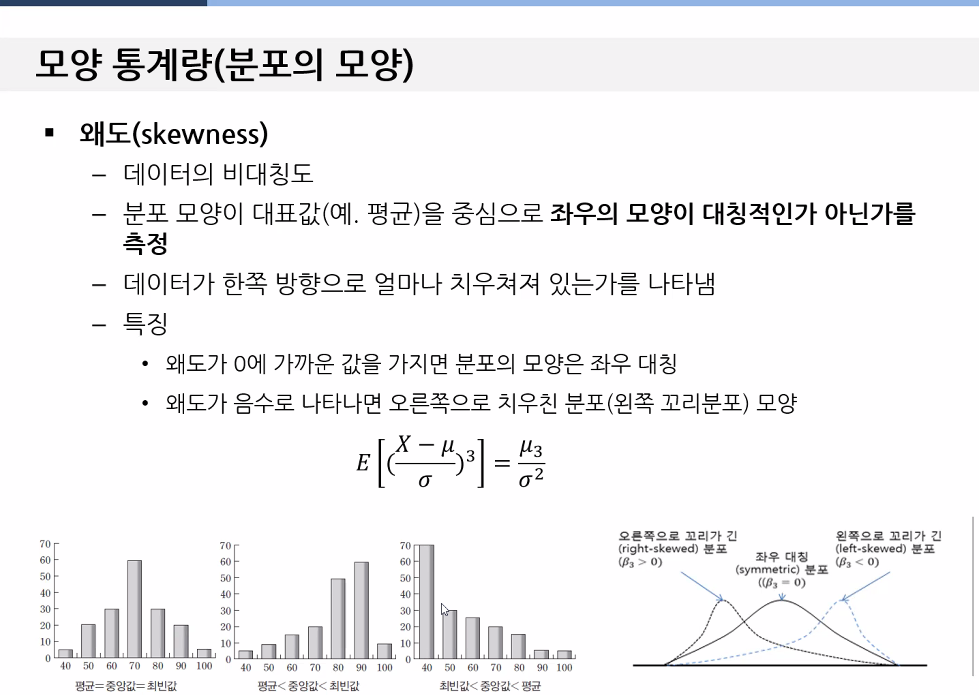 모양 통계량(분포의 모양)
▪ 왜도(skewness)
– 데이터의 비대칭도
– 분포 모양이 대표값(예. 평균)을 중심으로 좌우의 모양이 대칭적인가 아닌가를
측정
– 데이터가 한쪽 방향으로 얼마나 치우쳐져 있는가를 나타냄
– 특징
• 왜도가 0에 가까운 값을 가지면 분포의 모양은 좌우 대칭
• 왜도가 음수로 나타나면 오른쪽으로 치우친 분포(왼쪽 꼬리분포) 모양
E[(X − μ / σ)³] = μ₃ / σ²
70
60
50
40
30
20
10
0
40 50 60 70 80 90 100
평균=중앙값=최빈값
70
60
50
40
30
20
10
0
40 50 60 70 80 90 100
평균<중앙값<최빈값
70
60
50
40
30
20
10
0
40 50 60 70 80 90 100
최빈값<중앙값<평균
오른쪽으로 꼬리가 긴
(right-skewed) 분포
(β₃ > 0)
좌우 대칭
(symmetric) 분포
((β₃ = 0)
왼쪽으로 꼬리가 긴
(left-skewed) 분포
(β₃ < 0)